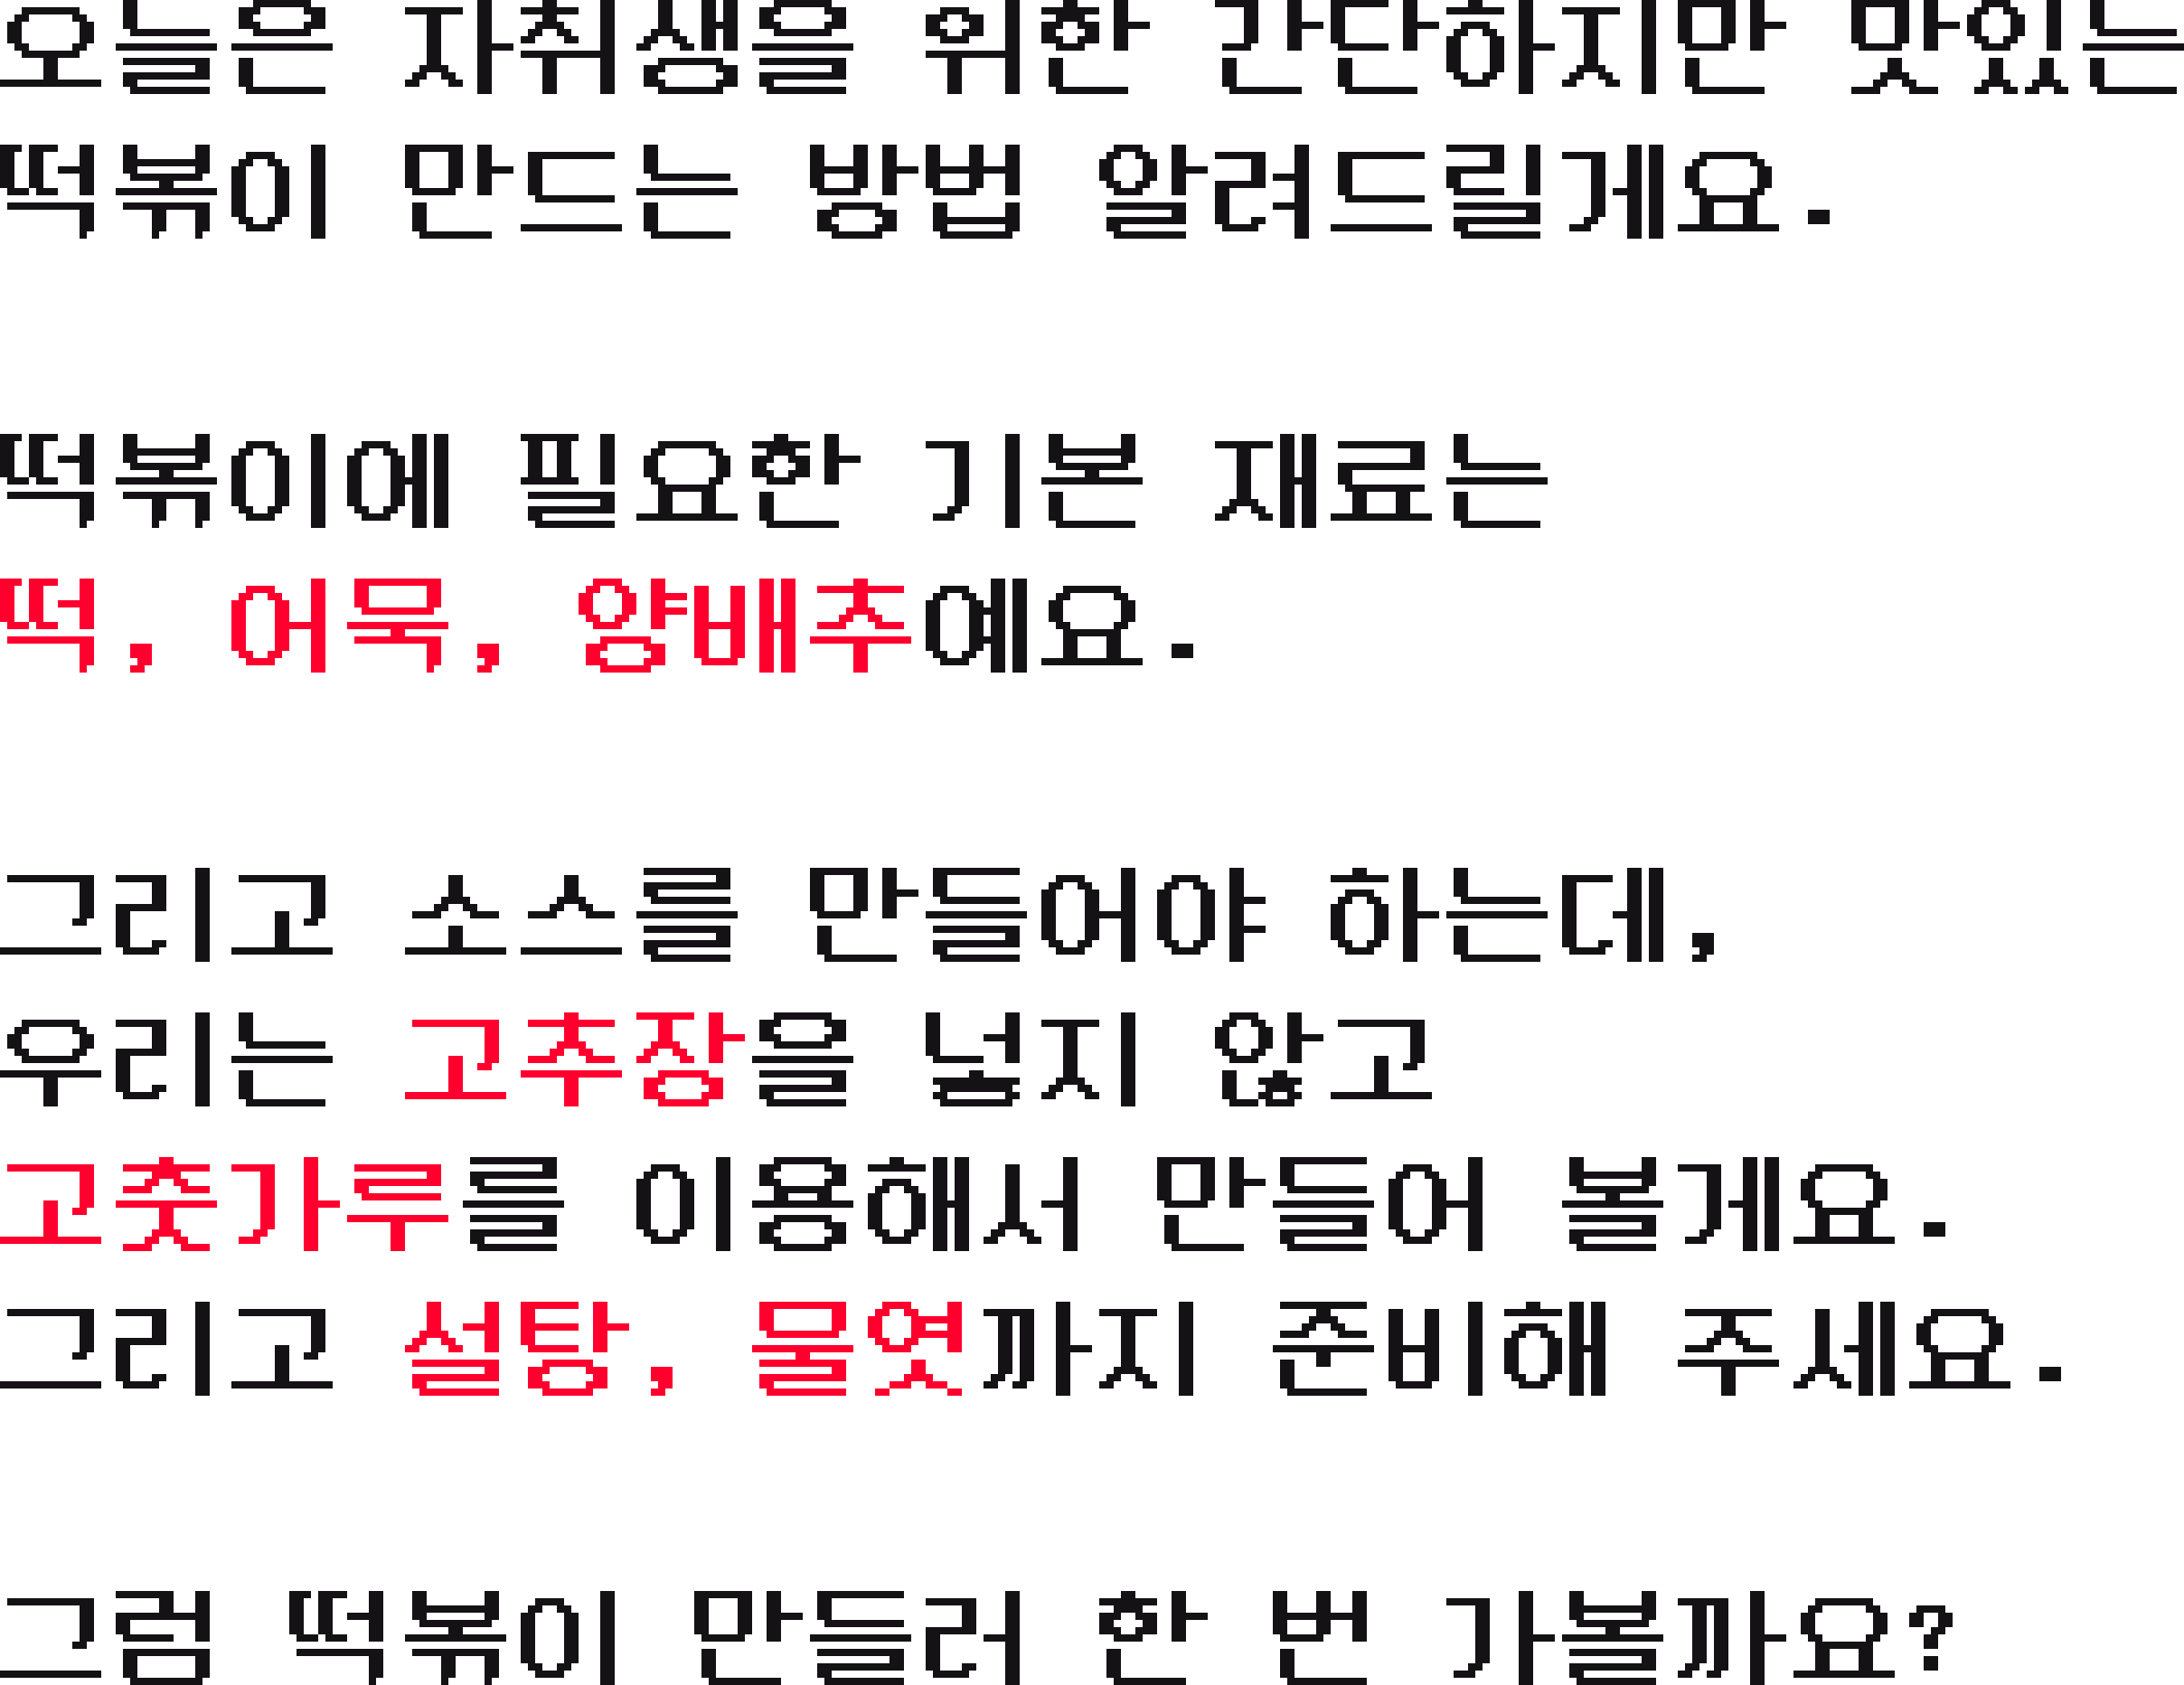 오늘은 자취생을 위한 간단하지만 맛있는
떡볶이 만드는 방법 알려드릴게요.
떡볶이에 필요한 기본 재료는
떡, 어묵, 양배추예요.
그리고 소스를 만들어야 하는데,
우리는 고추장을 넣지 않고
고춧가루를 이용해서 만들어 볼게요.
그리고 설탕, 물엿까지 준비해 주세요.
그럼 떡볶이 만들러 한 번 가볼까요?